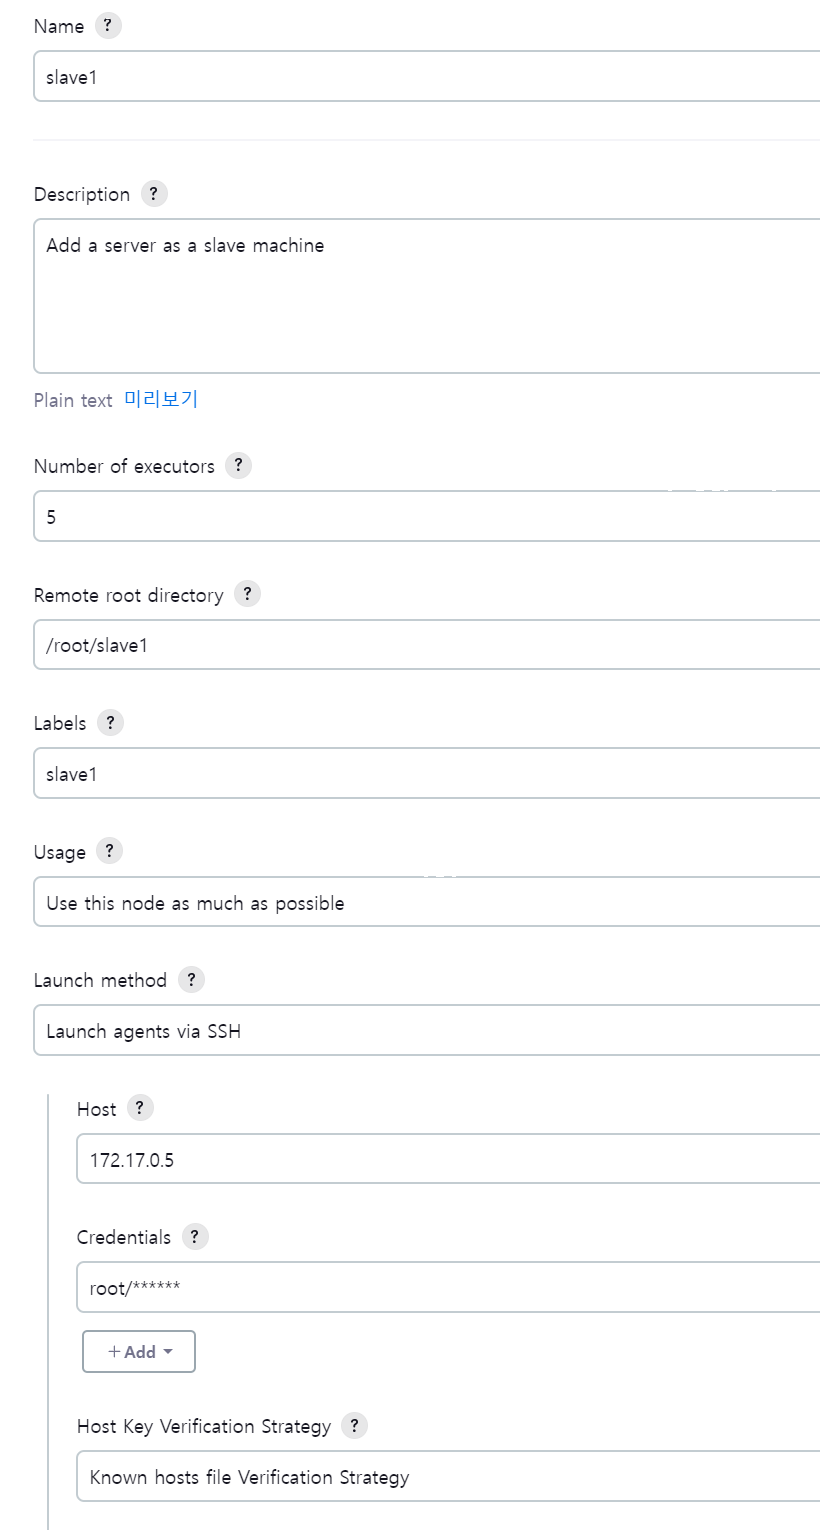 Name ?
slave1
Description ?
Add a server as a slave machine
Plain text 미리보기
Number of executors ?
5
Remote root directory ?
/root/slave1
Labels ?
slave1
Usage ?
Use this node as much as possible
Launch method ?
Launch agents via SSH
Host ?
172.17.0.5
Credentials ?
root/******
+ Add
Host Key Verification Strategy ?
Known hosts file Verification Strategy